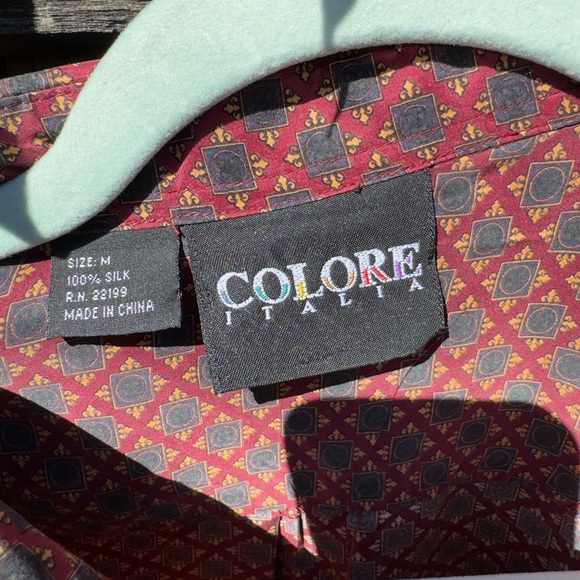 SIZE: M
100% SILK
R.N. 22199
MADE IN CHINA
COLORE
ITALIA